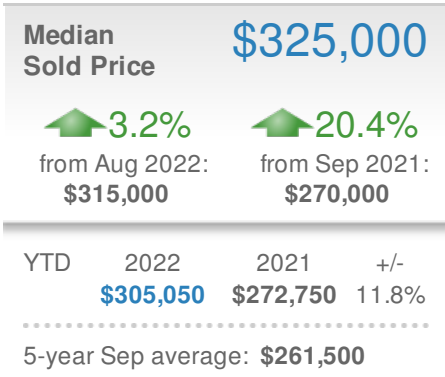 Median
Sold Price
$325,000
3.2%
from Aug 2022:
$315,000
20.4%
from Sep 2021:
$270,000
YTD 2022 2021 +/-
$305,050 $272,750 11.8%
5-year Sep average: $261,500